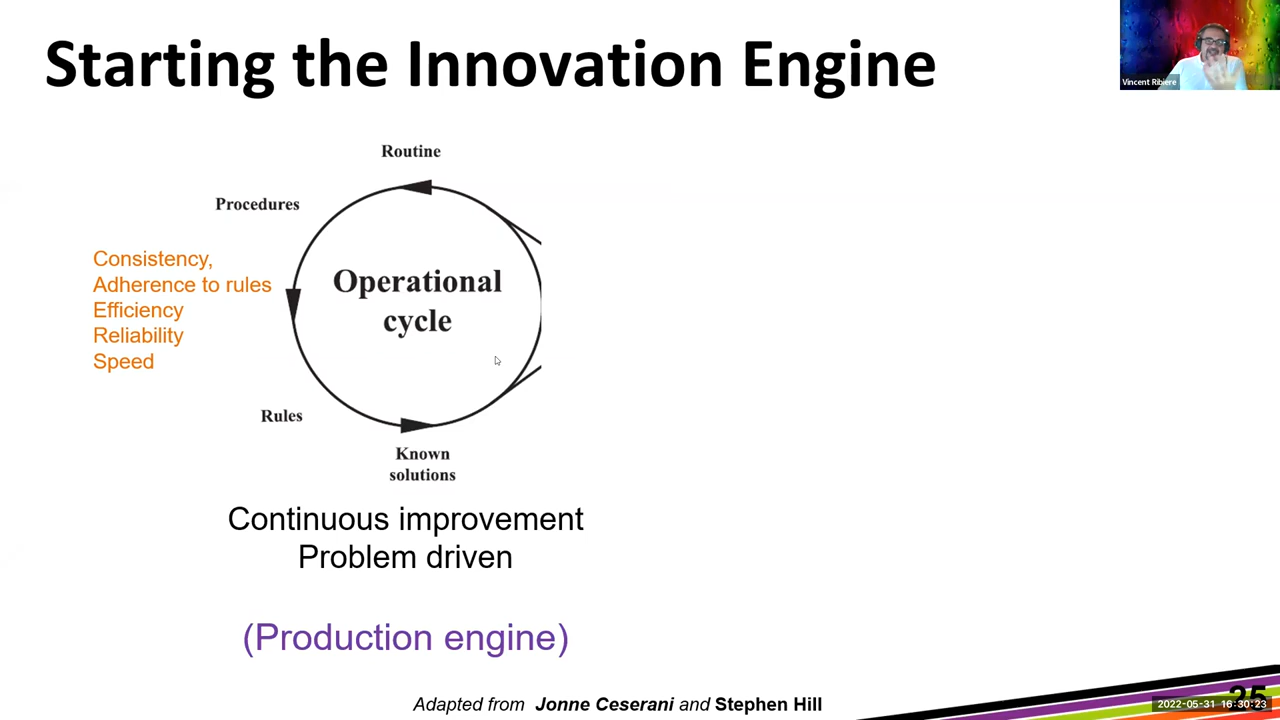 Starting the Innovation Engine
Vincent Ribiere
Routine
Procedures
Consistency,
Adherence to rules
Efficiency
Reliability
Speed
Operational
cycle
Rules
Known
solutions
Continuous improvement
Problem driven
(Production engine)
Adapted from Jonne Ceserani and Stephen Hill
25
2022-05-31 16:30:23